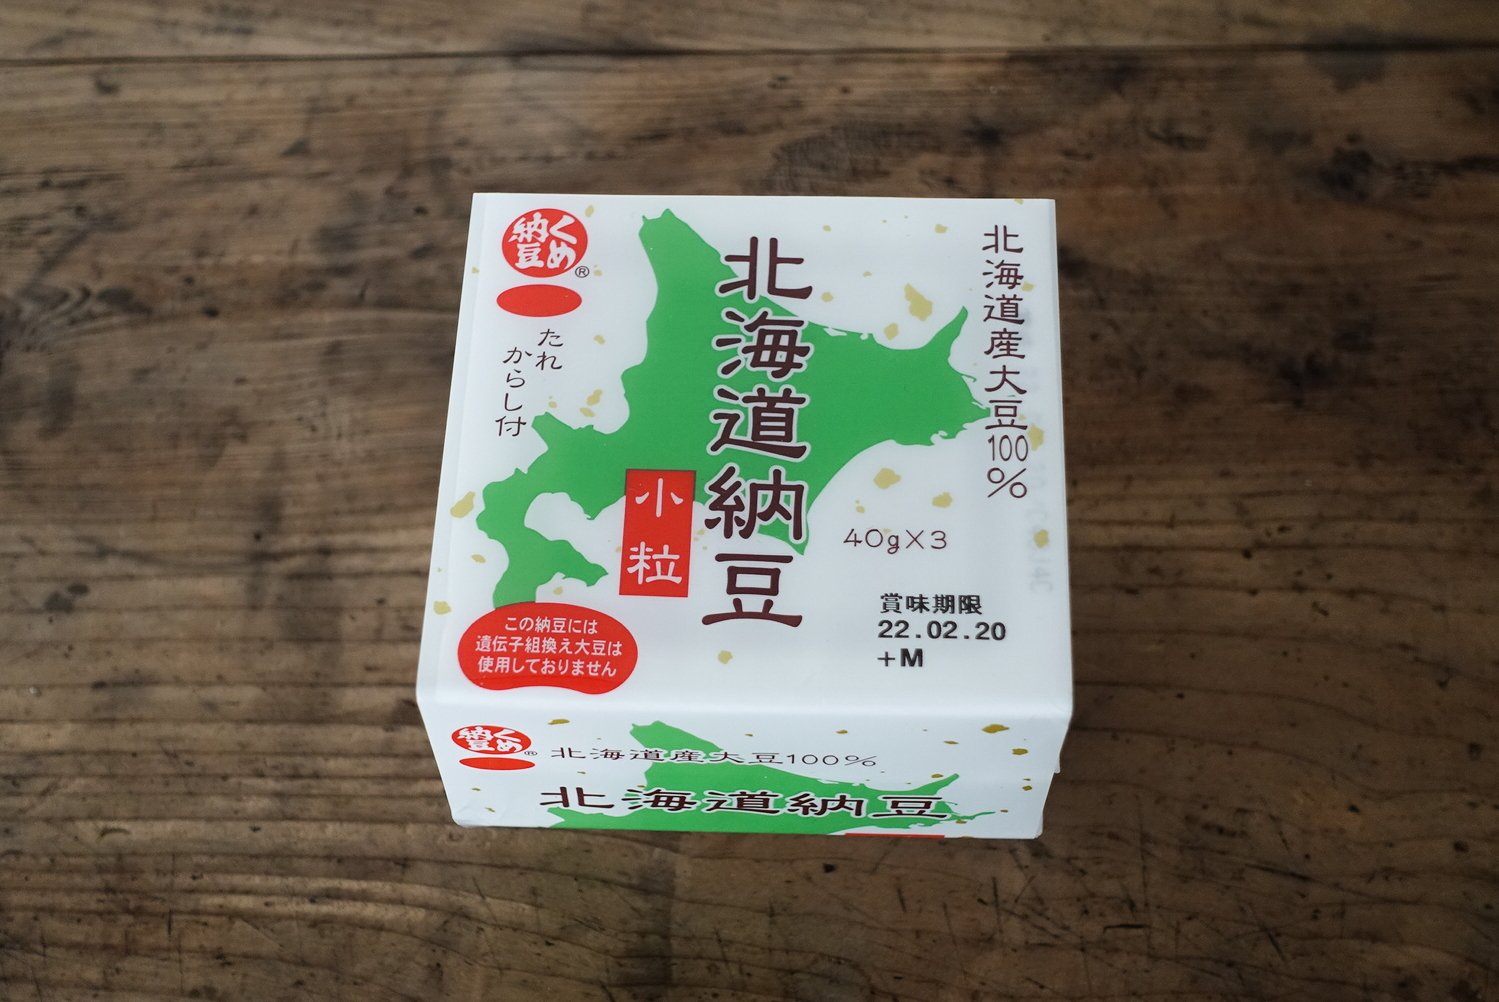 くめ
納豆
®
たれ
からし付
北海道納豆
小粒
北海道産大豆100%
40g×3
賞味期限
22.02.20
+M
この納豆には
遺伝子組換え大豆は
使用しておりません
くめ
納豆
®
北海道産大豆100%
北海道納豆